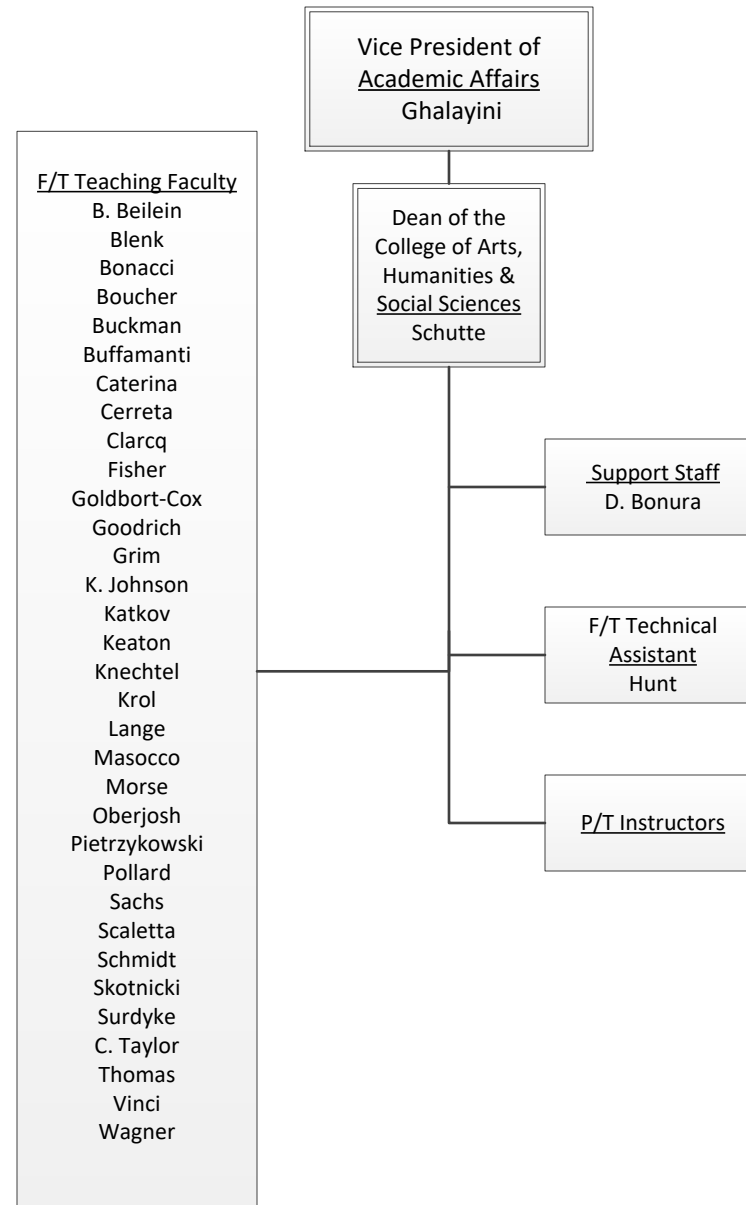 Vice President of
Academic Affairs
Ghalayini
Dean of the
College of Arts,
Humanities &
Social Sciences
Schutte
F/T Teaching Faculty
B. Beilein
Blenk
Bonacci
Boucher
Buckman
Buffamanti
Caterina
Cerreta
Clarcq
Fisher
Goldbort-Cox
Goodrich
Grim
K. Johnson
Katkov
Keaton
Knechtel
Krol
Lange
Masocco
Morse
Oberjosh
Pietrzykowski
Pollard
Sachs
Scaletta
Schmidt
Skotnicki
Surdyke
C. Taylor
Thomas
Vinci
Wagner
Support Staff
D. Bonura
F/T Technical
Assistant
Hunt
P/T Instructors